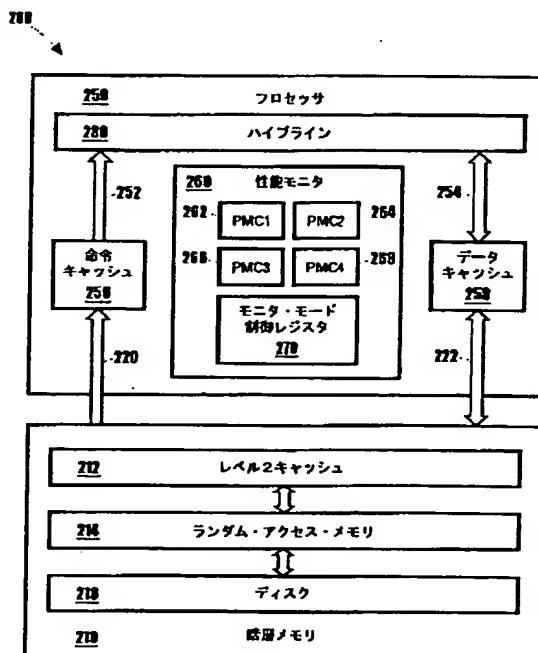 200
250 プロセッサ
280 パイプライン
260 性能モニタ
252
254
262 PMC1 PMC2 264
266 PMC3 PMC4 268
命令
キャッシュ
256
データ
キャッシュ
258
モニタ・モード
制御レジスタ
270
220
222
212 レベル2キャッシュ
214 ランダム・アクセス・メモリ
ディスク
210 階層メモリ